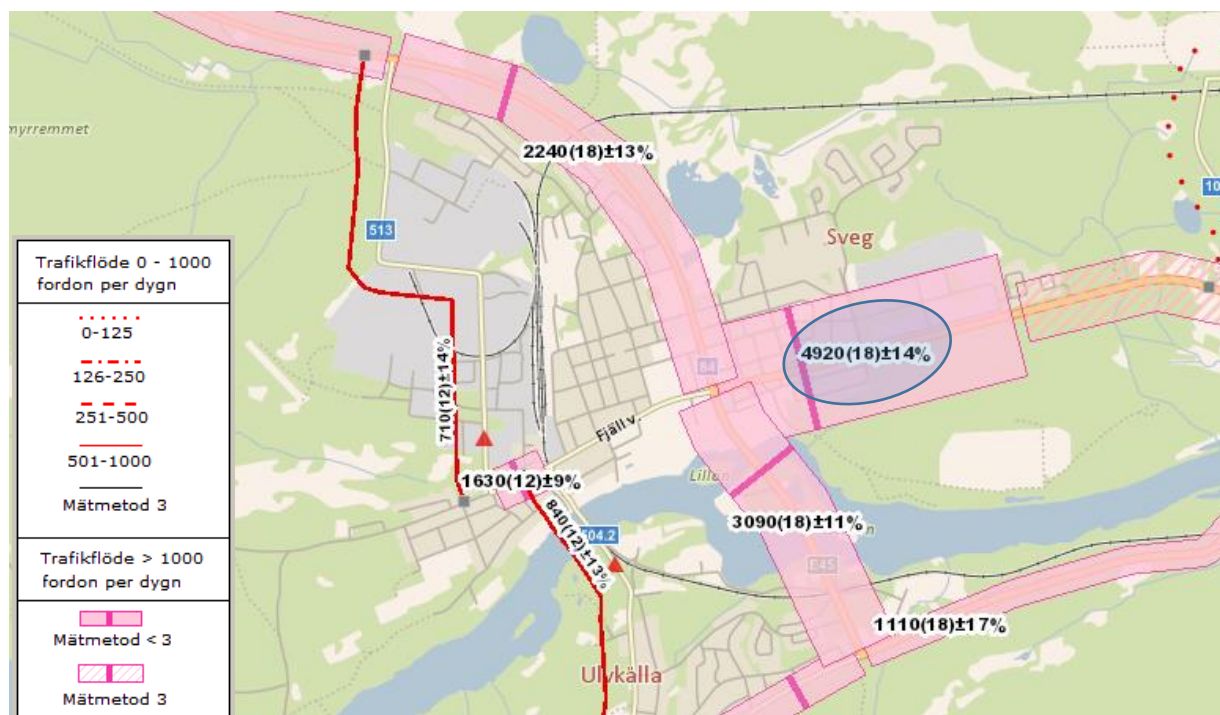 myrremmet
2240(18)±13%
513
Sveg
10
710(12)±14%
84
4920(18)±14%
Fjäll v.
1630(12)±9%
840(12)±13%
504.2
3090(18)±11%
E45
1110(18)±17%
Ulvkälla
Trafikflöde 0 - 1000
fordon per dygn
0-125
126-250
251-500
501-1000
Mätmetod 3
Trafikflöde > 1000
fordon per dygn
Mätmetod < 3
Mätmetod 3